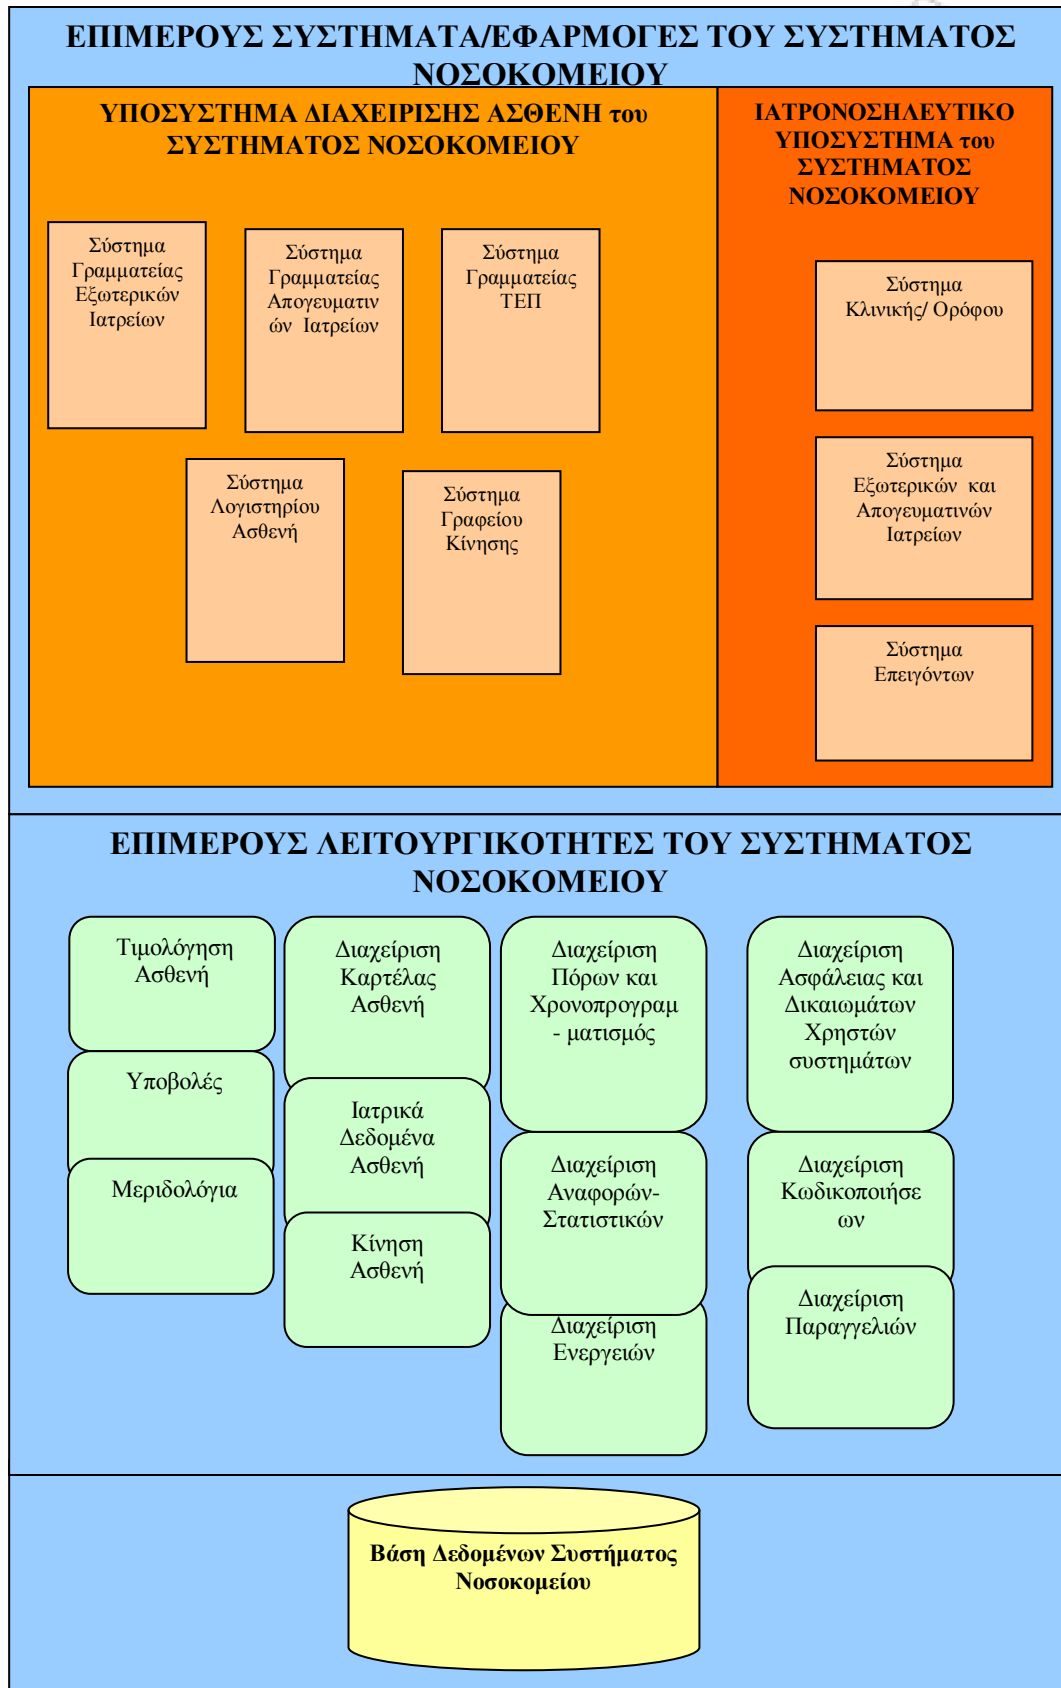 ΕΠΙΜΕΡΟΥΣ ΣΥΣΤΗΜΑΤΑ/ΕΦΑΡΜΟΓΕΣ ΤΟΥ ΣΥΣΤΗΜΑΤΟΣ
ΝΟΣΟΚΟΜΕΙΟΥ
ΥΠΟΣΥΣΤΗΜΑ ΔΙΑΧΕΙΡΙΣΗΣ ΑΣΘΕΝΗ του
ΣΥΣΤΗΜΑΤΟΣ ΝΟΣΟΚΟΜΕΙΟΥ
Σύστημα
Γραμματείας
Εξωτερικών
Ιατρείων
Σύστημα
Γραμματείας
Απογευματιν
ών Ιατρείων
Σύστημα
Γραμματείας
ΤΕΠ
Σύστημα
Λογιστηρίου
Ασθενή
Σύστημα
Γραφείου
Κίνησης
ΙΑΤΡΟΝΟΣΗΛΕΥΤΙΚΟ
ΥΠΟΣΥΣΤΗΜΑ του
ΣΥΣΤΗΜΑΤΟΣ
ΝΟΣΟΚΟΜΕΙΟΥ
Σύστημα
Κλινικής/ Ορόφου
Σύστημα
Εξωτερικών και
Απογευματινών
Ιατρείων
Σύστημα
Επειγόντων
ΕΠΙΜΕΡΟΥΣ ΛΕΙΤΟΥΡΓΙΚΟΤΗΤΕΣ ΤΟΥ ΣΥΣΤΗΜΑΤΟΣ
ΝΟΣΟΚΟΜΕΙΟΥ
Τιμολόγηση
Ασθενή
Υποβολές
Μεριδολόγια
Διαχείριση
Καρτέλας
Ασθενή
Ιατρικά
Δεδομένα
Ασθενή
Κίνηση
Ασθενή
Διαχείριση
Πόρων και
Χρονοπρογραμ
- ματισμός
Διαχείριση
Αναφορών-
Στατιστικών
Διαχείριση
Ενεργειών
Διαχείριση
Ασφάλειας και
Δικαιωμάτων
Χρηστών
συστημάτων
Διαχείριση
Κωδικοποιήσε
ων
Διαχείριση
Παραγγελιών
Βάση Δεδομένων Συστήματος
Νοσοκομείου